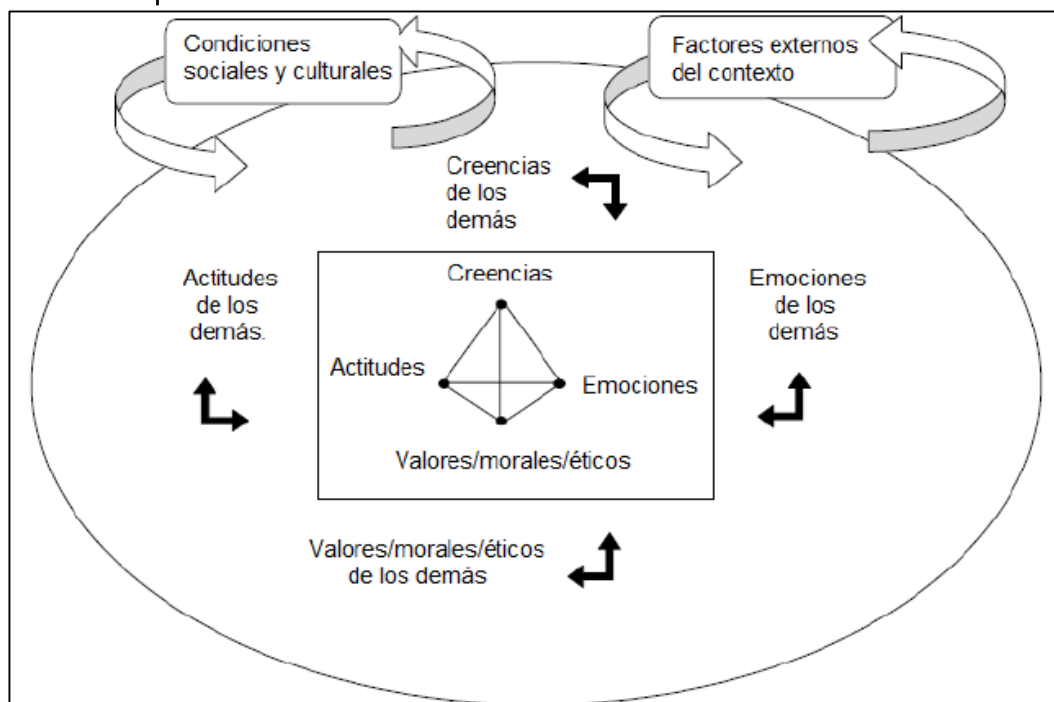 Condiciones
sociales y culturales
Factores externos
del contexto
Creencias
de los
demás
Actitudes
de los
demás.
Emociones
de los
demás
Creencias
Actitudes
Emociones
Valores/morales/éticos
Valores/morales/éticos
de los demás